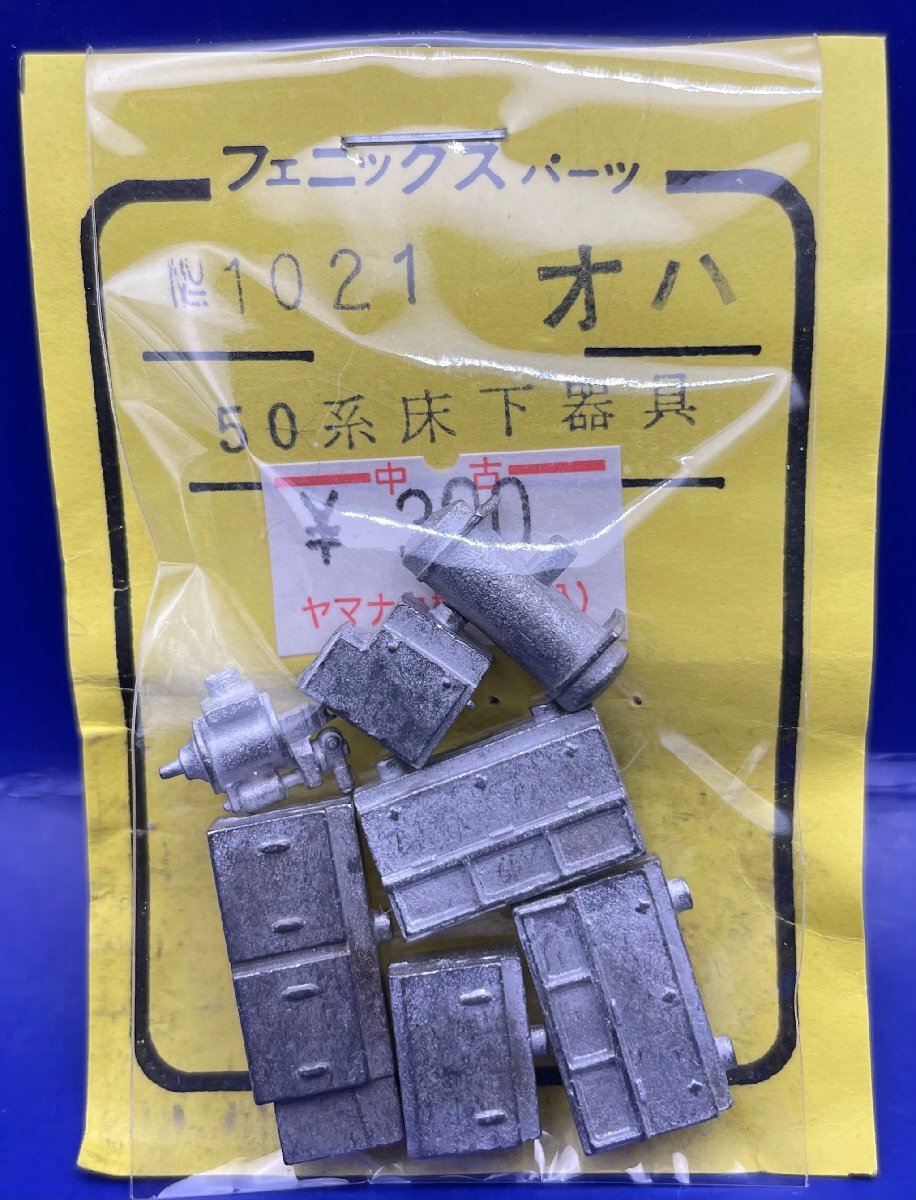 フェニックスパーツ
№1021 オハ
50系床下器具
中古
¥
ヤマナカ